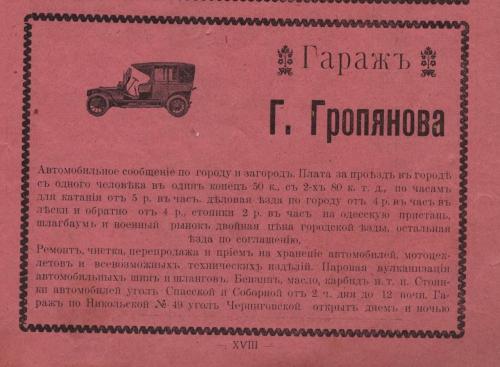 Гаражъ
Г. Гропянова
Автомобильное сообщеніе по городу и загородъ. Плата за проѣздъ въ городѣ
съ одного человѣка въ одинъ конецъ 50 к., съ 2-хъ 80 к. т. д., по часамъ
для катанія отъ 5 р. въ часъ, дѣловая ѣзда по городу отъ 4 р. въ часъ въ
лѣски и обратно отъ 4 р, стоянки 2 р. въ часъ на одесскую пристань,
шлагбаумъ и военный рынокъ двойная цѣна городской ѣзды, остальная
ѣзда по соглашенію,
Ремонтъ, чистка, перепродажа и пріемъ на храненіе автомобилей, мотоцек-
летовъ и всевозможныхъ техническихъ издѣлій. Паровая вулканизація
автомобильныхъ шинъ и шланговъ. Бензинъ, масло, карбидъ и. т. п. Стоян-
ки автомобилей уголъ Спасской и Соборной отъ 2 ч. дня до 12 ночи. Га-
ражъ по Никольской № 49 уголъ Черниговской открытъ днемъ и ночью
— XVIII —